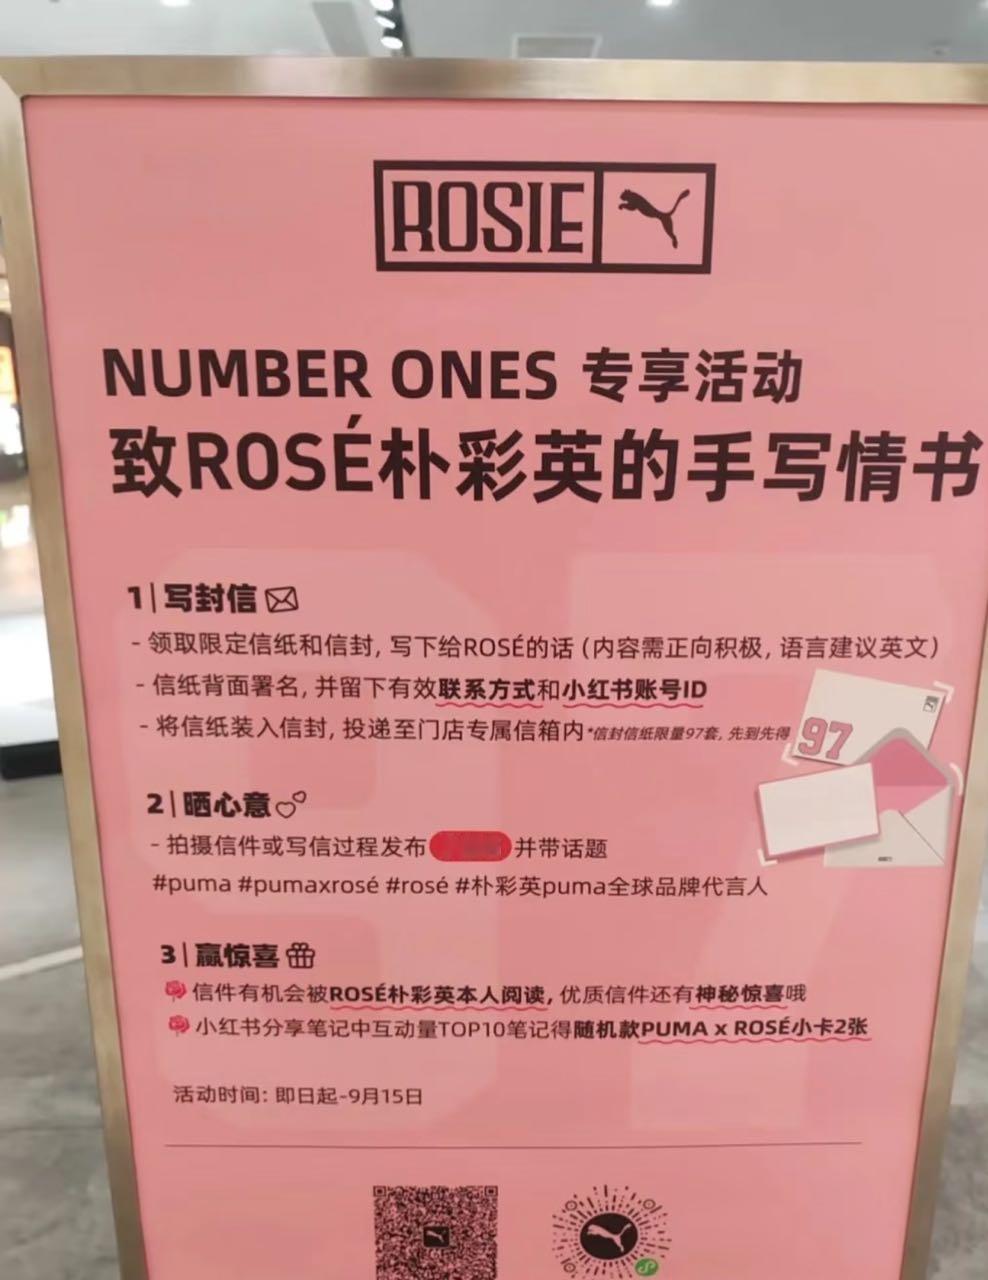 ROSIE
NUMBER ONES 专享活动
致ROSÉ朴彩英的手写情书
1|写封信
- 领取限定信纸和信封, 写下给ROSÉ的话 (内容需正向积极, 语言建议英文)
- 信纸背面署名, 并留下有效联系方式和小红书账号ID
- 将信纸装入信封, 投递至门店专属信箱内*信封信纸限量97套, 先到先得
97
2|晒心意
- 拍摄信件或写信过程发布 并带话题
#puma #pumaxrosé #rosé #朴彩英puma全球品牌代言人
3|赢惊喜
信件有机会被ROSÉ朴彩英本人阅读, 优质信件还有神秘惊喜哦
小红书分享笔记中互动量TOP10笔记得随机款PUMA x ROSÉ小卡2张
活动时间: 即日起-9月15日